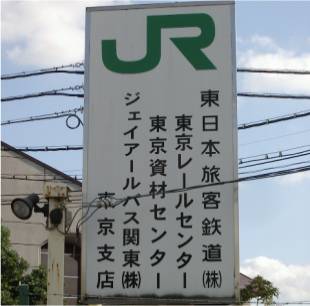 JR
東日本旅客鉄道㈱
東京レールセンター
東京資材センター
ジェイアールバス関東㈱
東京支店